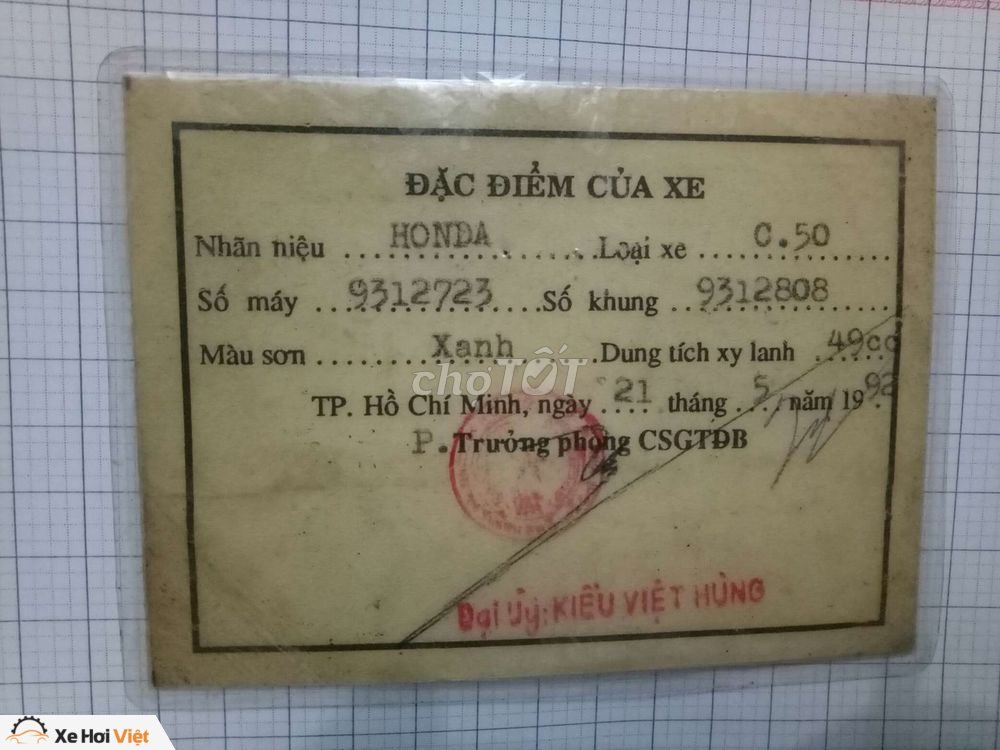 ĐẶC ĐIỂM CỦA XE
Nhãn niệu ... HONDA ... Loại xe ... C.50 ...
Số máy ... 9312723 ... Số khung ... 9312808 ...
Màu sơn ... Xanh ... Dung tích xy lanh ... 49cc
chợTỐT
TP. Hồ Chí Minh, ngày .. 21 tháng .. 5 .. năm 19 92
P. Trưởng phòng CSGTĐB
Đại Úy: KIỀU VIỆT HÙNG
Xe Hơi Việt